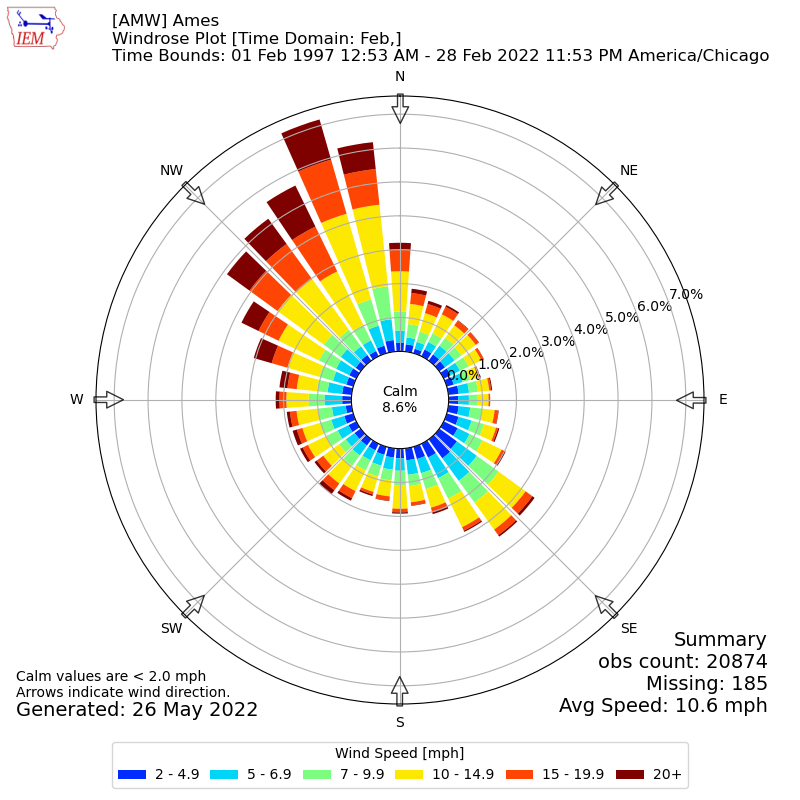 IEM
[AMW] Ames
Windrose Plot [Time Domain: Feb,]
Time Bounds: 01 Feb 1997 12:53 AM - 28 Feb 2022 11:53 PM America/Chicago
N
NW
NE
7.0%
6.0%
5.0%
4.0%
3.0%
2.0%
1.0%
0.0%
Calm
8.6%
W
E
SW
SE
S
Summary
obs count: 20874
Missing: 185
Avg Speed: 10.6 mph
Calm values are < 2.0 mph
Arrows indicate wind direction.
Generated: 26 May 2022
Wind Speed [mph]
2 - 4.9 5 - 6.9 7 - 9.9 10 - 14.9 15 - 19.9 20+